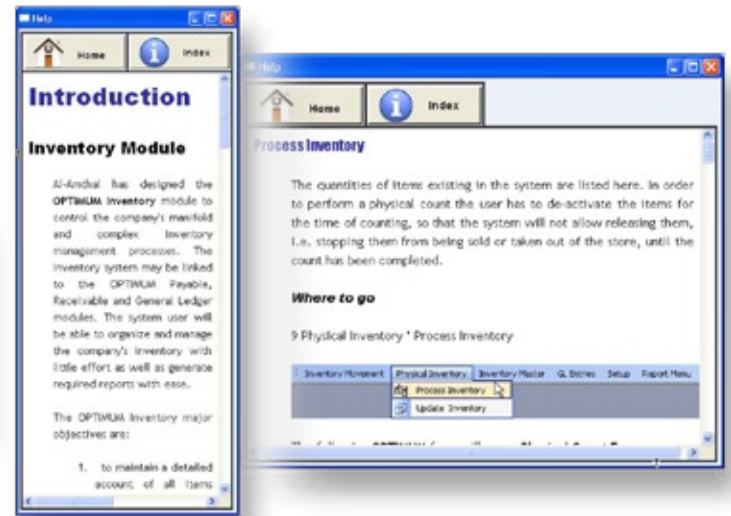 Help
Home
Index
Introduction
Inventory Module
Al-Anchal has designed the
OPTIMUM Inventory module to
control the company's manifold
and complex inventory
management processes. The
inventory system may be linked
to the OPTIMUM Payable,
Receivable and General Ledger
modules. The system user will
be able to organize and manage
the company's inventory with
little effort as well as generate
required reports with ease.
The OPTIMUM Inventory major
objectives are:
1. to maintain a detailed
account of all items
Help
Home
Index
Process Inventory
The quantities of items existing in the system are listed here. In order
to perform a physical count the user has to de-activate the items for
the time of counting, so that the system will not allow releasing them,
i.e. stopping them from being sold or taken out of the store, until the
count has been completed.
Where to go
9 Physical Inventory * Process Inventory
Inventory Movement Physical Inventory Inventory Master G. Entries Setup Report Menu
Process Inventory
Update Inventory